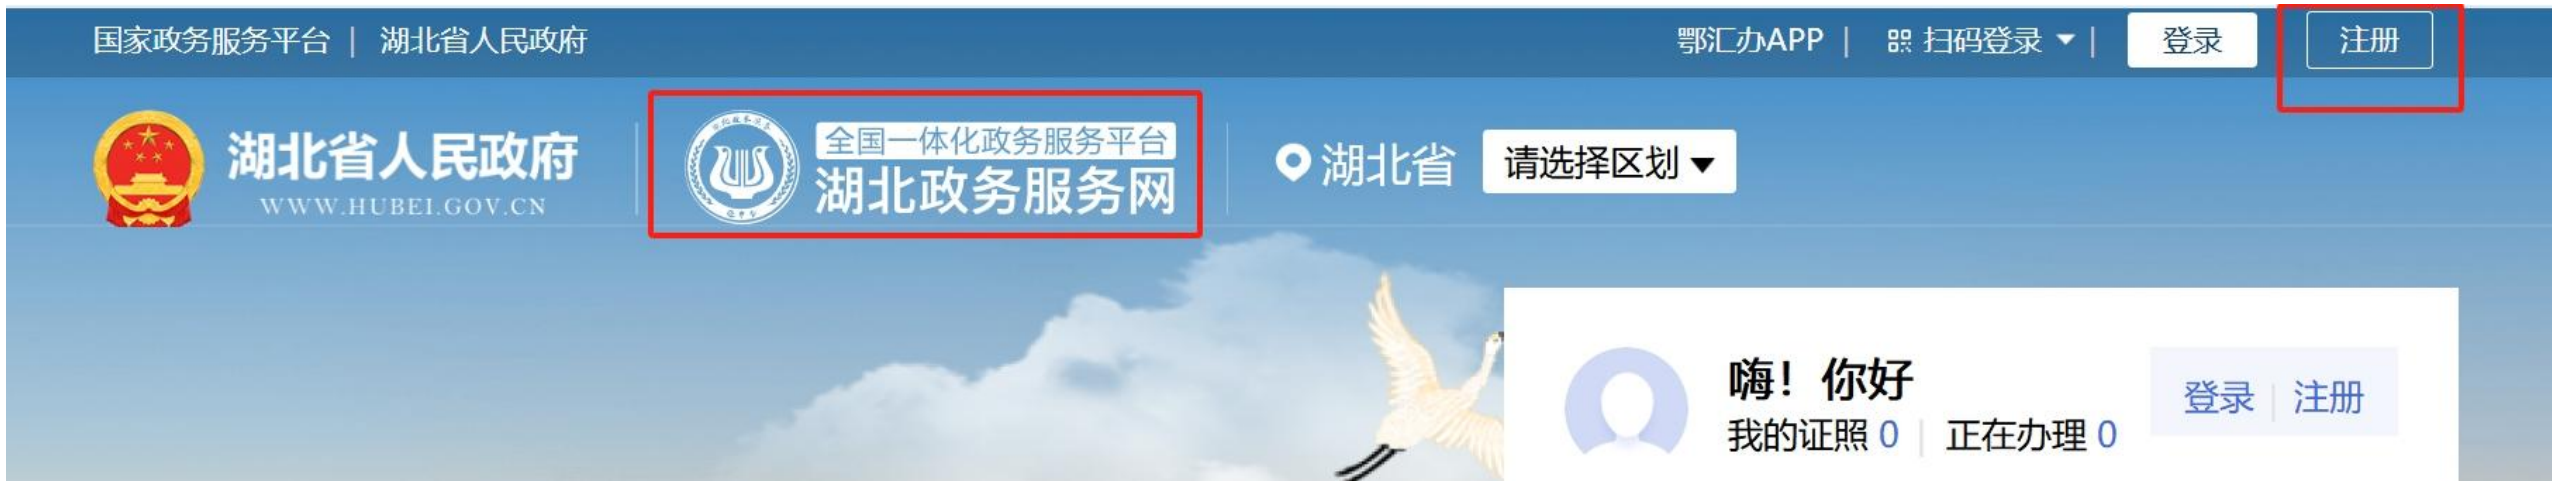 国家政务服务平台 | 湖北省人民政府
鄂汇办APP | 扫码登录 | 登录 注册
湖北省人民政府
WWW.HUBEI.GOV.CN
全国一体化政务服务平台
湖北政务服务网
湖北省 请选择区划
嗨！你好
我的证照 0 | 正在办理 0
登录 | 注册